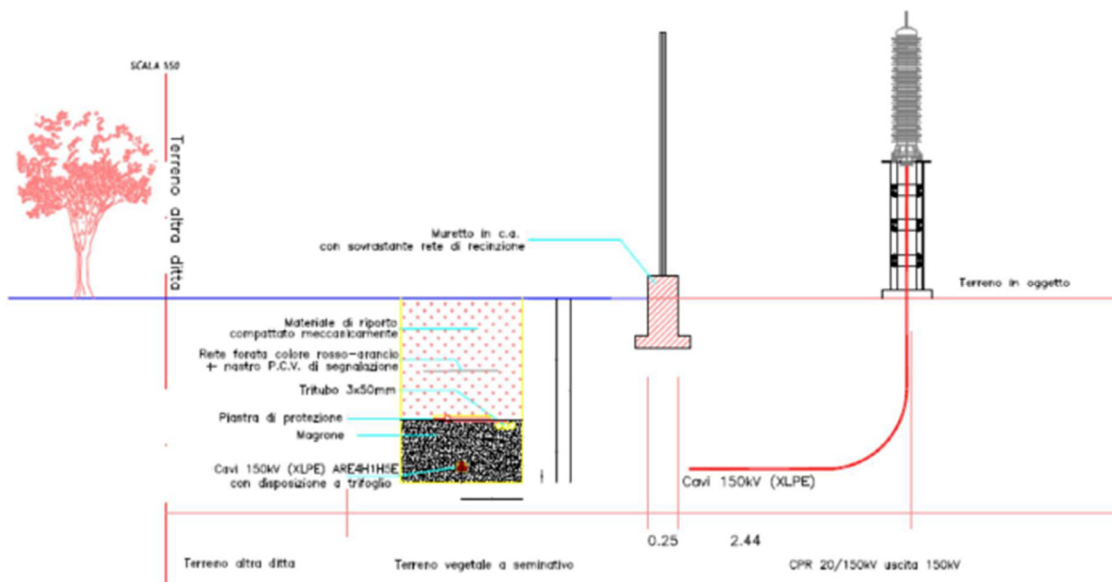 SCALA 1:50
Terreno altra ditta
Muretto in c.a.
con sovrastante rete di recinzione
Terreno in oggetto
Materiale di riporto
compattato meccanicamente
Rete forata colore rosso-arancio
+ nastro P.C.V. di segnalazione
Tritubo 3x50mm
Piastra di protezione
Magrone
Cavi 150kV (XLPE) ARE4H1H5E
con disposizione a trifoglio
Cavi 150kV (XLPE)
0.25
2.44
Terreno altra ditta
Terreno vegetale a seminativo
CPR 20/150kV uscita 150kV